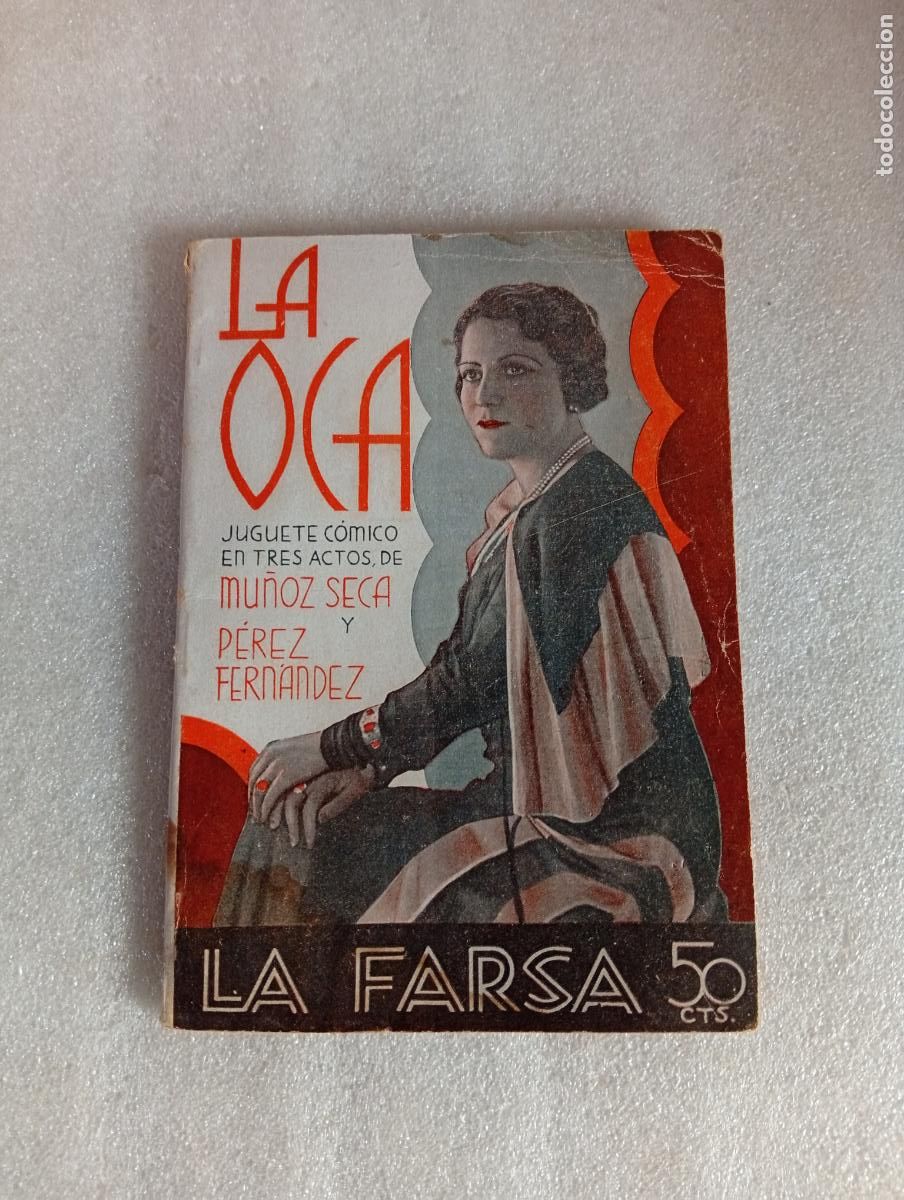 LA
OCA
JUGUETE CÓMICO
EN TRES ACTOS, DE
MUÑOZ SECA
Y
PÉREZ
FERNÁNDEZ
LA FARSA 50
CTS.
todocoleccion